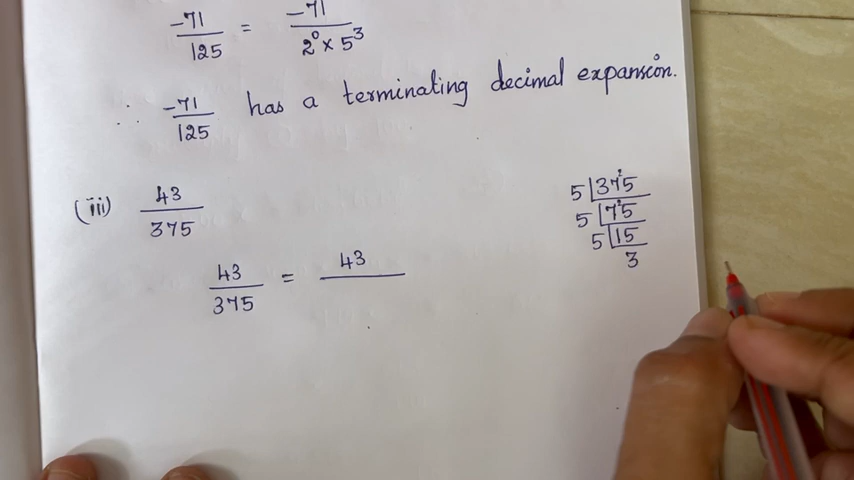 -71/125 = -71/2⁰ × 5³
∴ -71/125 has a terminating decimal expansion.
(iii) 43/375
5 | 375
5 | 75
5 | 15
3
43/375 = 43/